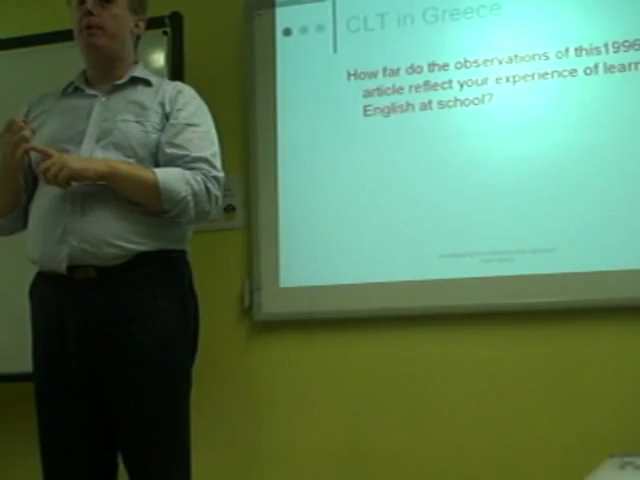 CLT in Greece
How far do the observations of this1996
article reflect your experience of learn
English at school?